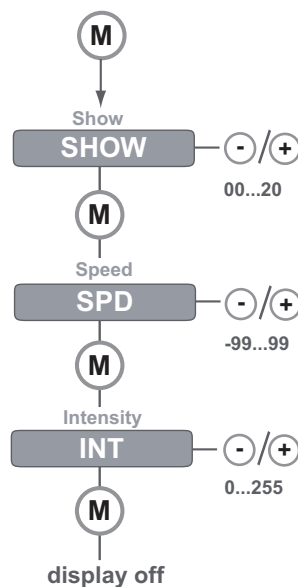 M
Show
SHOW - / +
00...20
M
Speed
SPD - / +
-99...99
M
Intensity
INT - / +
0...255
M
display off